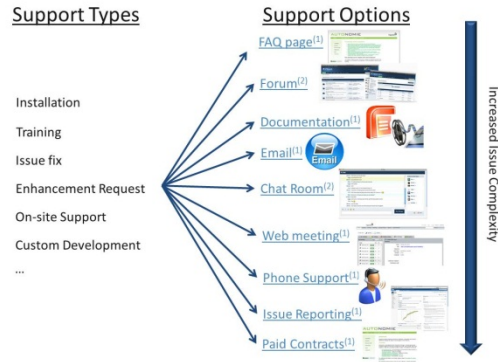 Support Types
Support Options
FAQ page(1)
Forum(2)
Installation
Documentation(1)
Training
Email(1)
Email
Issue fix
Enhancement Request
Chat Room(2)
On-site Support
Web meeting(1)
Custom Development
...
Phone Support(1)
Issue Reporting(1)
Paid Contracts(1)
Increased Issue Complexity